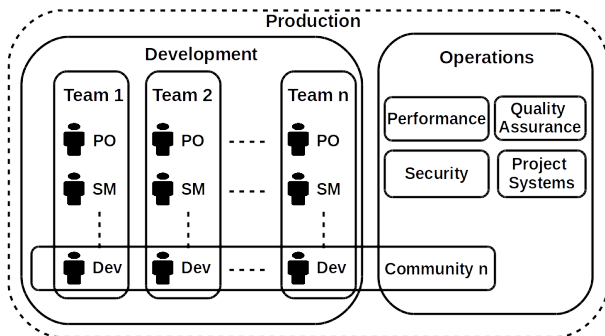 Production
Development
Team 1
Team 2
Team n
PO
PO
PO
SM
SM
SM
Dev
Dev
Dev
Community n
Operations
Performance
Quality
Assurance
Security
Project
Systems